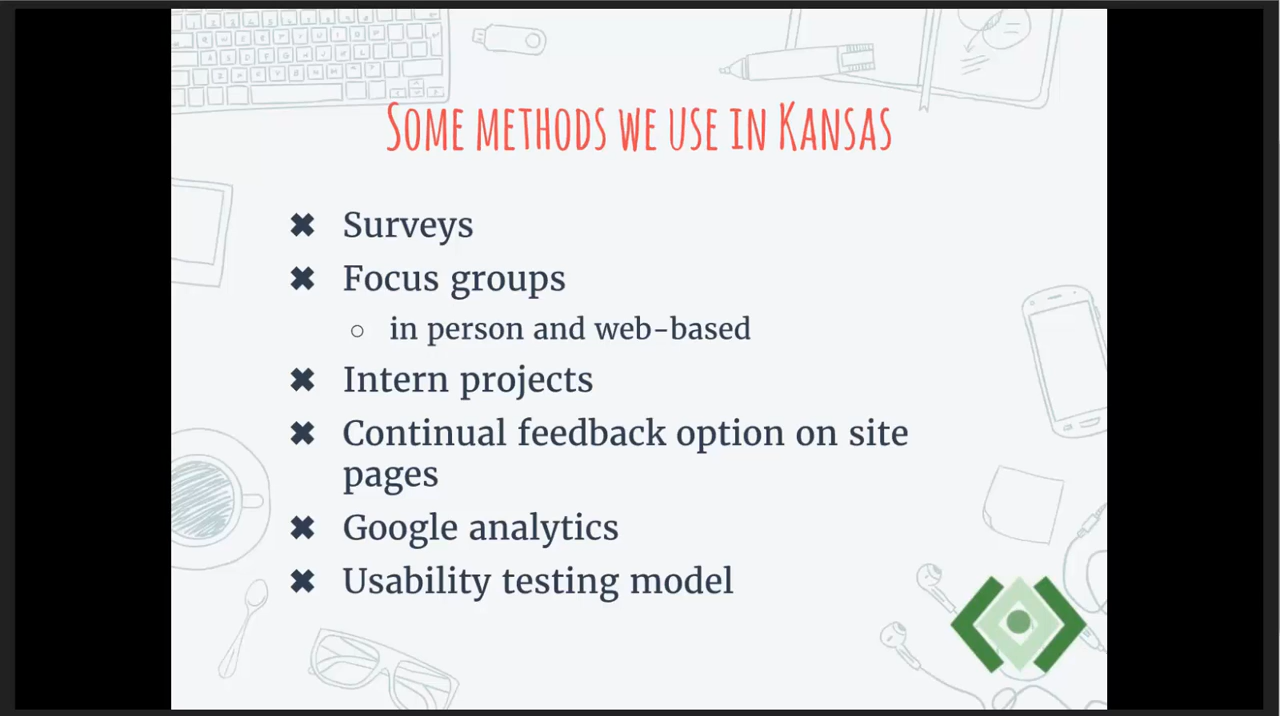 Some methods we use in Kansas
✖ Surveys
✖ Focus groups
○ in person and web-based
✖ Intern projects
✖ Continual feedback option on site
pages
✖ Google analytics
✖ Usability testing model